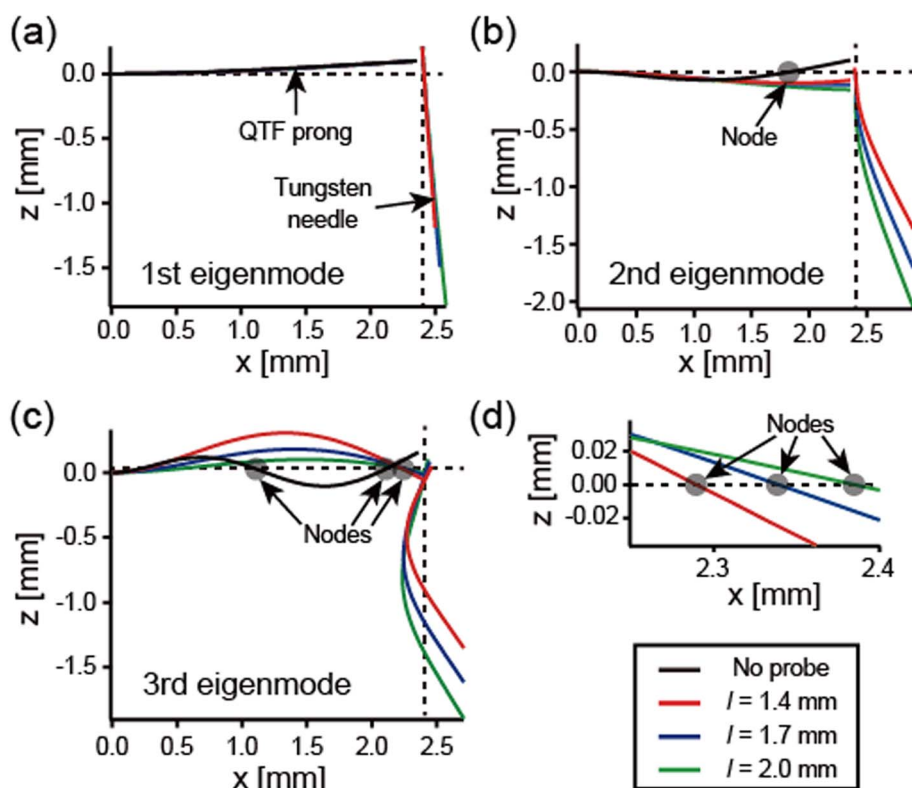 (a)
z [mm]
0.0
-0.5
-1.0
-1.5
QTF prong
Tungsten
needle
1st eigenmode
0.0 0.5 1.0 1.5 2.0 2.5
x [mm]
(b)
z [mm]
0.0
-0.5
-1.0
-1.5
-2.0
Node
2nd eigenmode
0.0 0.5 1.0 1.5 2.0 2.5
x [mm]
(c)
z [mm]
0.0
-0.5
-1.0
-1.5
Nodes
3rd eigenmode
0.0 0.5 1.0 1.5 2.0 2.5
x [mm]
(d)
Nodes
z [mm]
0.02
0.00
-0.02
2.3 2.4
x [mm]
No probe
l = 1.4 mm
l = 1.7 mm
l = 2.0 mm